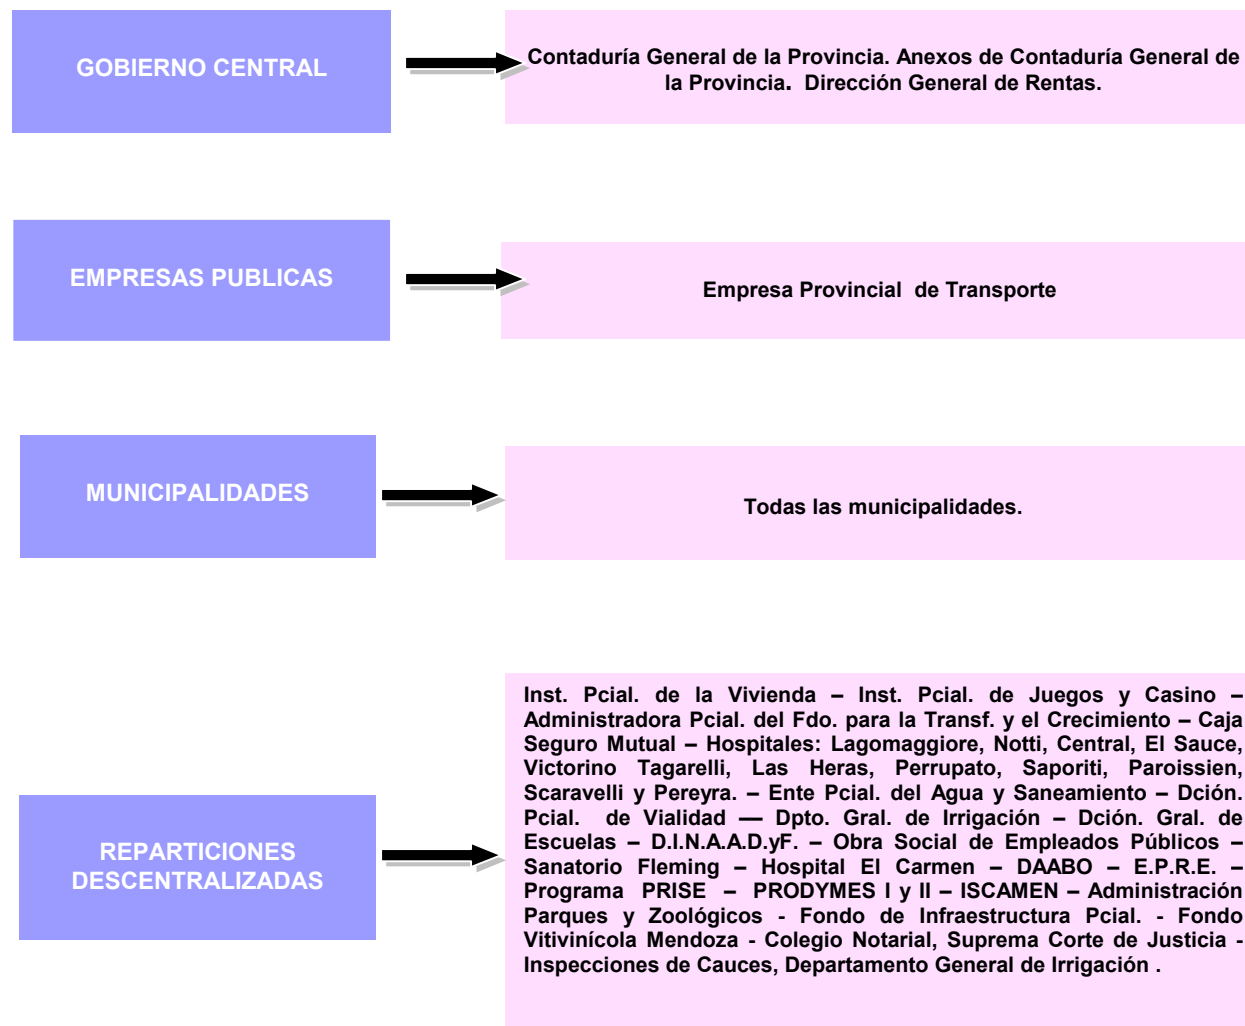 GOBIERNO CENTRAL
Contaduría General de la Provincia. Anexos de Contaduría General de
la Provincia. Dirección General de Rentas.
EMPRESAS PUBLICAS
Empresa Provincial de Transporte
MUNICIPALIDADES
Todas las municipalidades.
REPARTICIONES
DESCENTRALIZADAS
Inst. Pcial. de la Vivienda – Inst. Pcial. de Juegos y Casino –
Administradora Pcial. del Fdo. para la Transf. y el Crecimiento – Caja
Seguro Mutual – Hospitales: Lagomaggiore, Notti, Central, El Sauce,
Victorino Tagarelli, Las Heras, Perrupato, Saporiti, Paroissien,
Scaravelli y Pereyra. – Ente Pcial. del Agua y Saneamiento – Dción.
Pcial. de Vialidad –– Dpto. Gral. de Irrigación – Dción. Gral. de
Escuelas – D.I.N.A.A.D.yF. – Obra Social de Empleados Públicos –
Sanatorio Fleming – Hospital El Carmen – DAABO – E.P.R.E. –
Programa PRISE – PRODYMES I y II – ISCAMEN – Administración
Parques y Zoológicos - Fondo de Infraestructura Pcial. - Fondo
Vitivinícola Mendoza - Colegio Notarial, Suprema Corte de Justicia -
Inspecciones de Cauces, Departamento General de Irrigación .